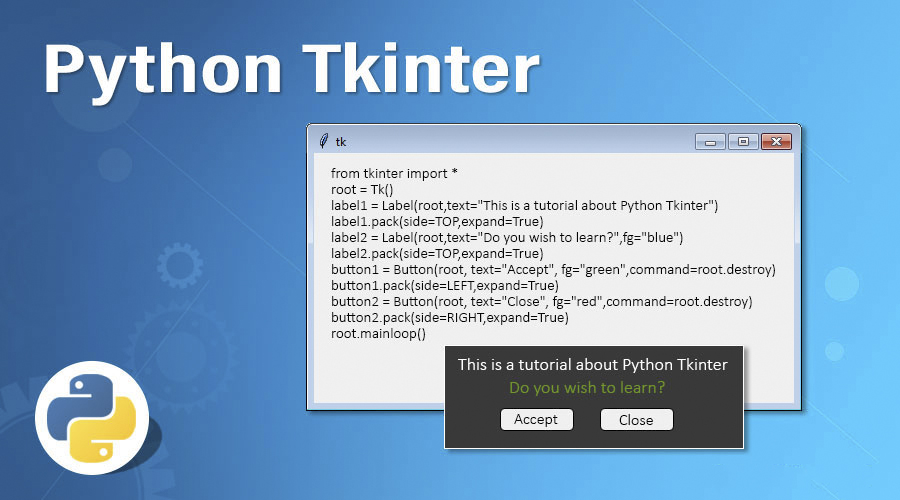 Python Tkinter
tk
from tkinter import *
root = Tk()
label1 = Label(root,text="This is a tutorial about Python Tkinter")
label1.pack(side=TOP,expand=True)
label2 = Label(root,text="Do you wish to learn?",fg="blue")
label2.pack(side=TOP,expand=True)
button1 = Button(root, text="Accept", fg="green",command=root.destroy)
button1.pack(side=LEFT,expand=True)
button2 = Button(root, text="Close", fg="red",command=root.destroy)
button2.pack(side=RIGHT,expand=True)
root.mainloop()
This is a tutorial about Python Tkinter
Do you wish to learn?
Accept Close